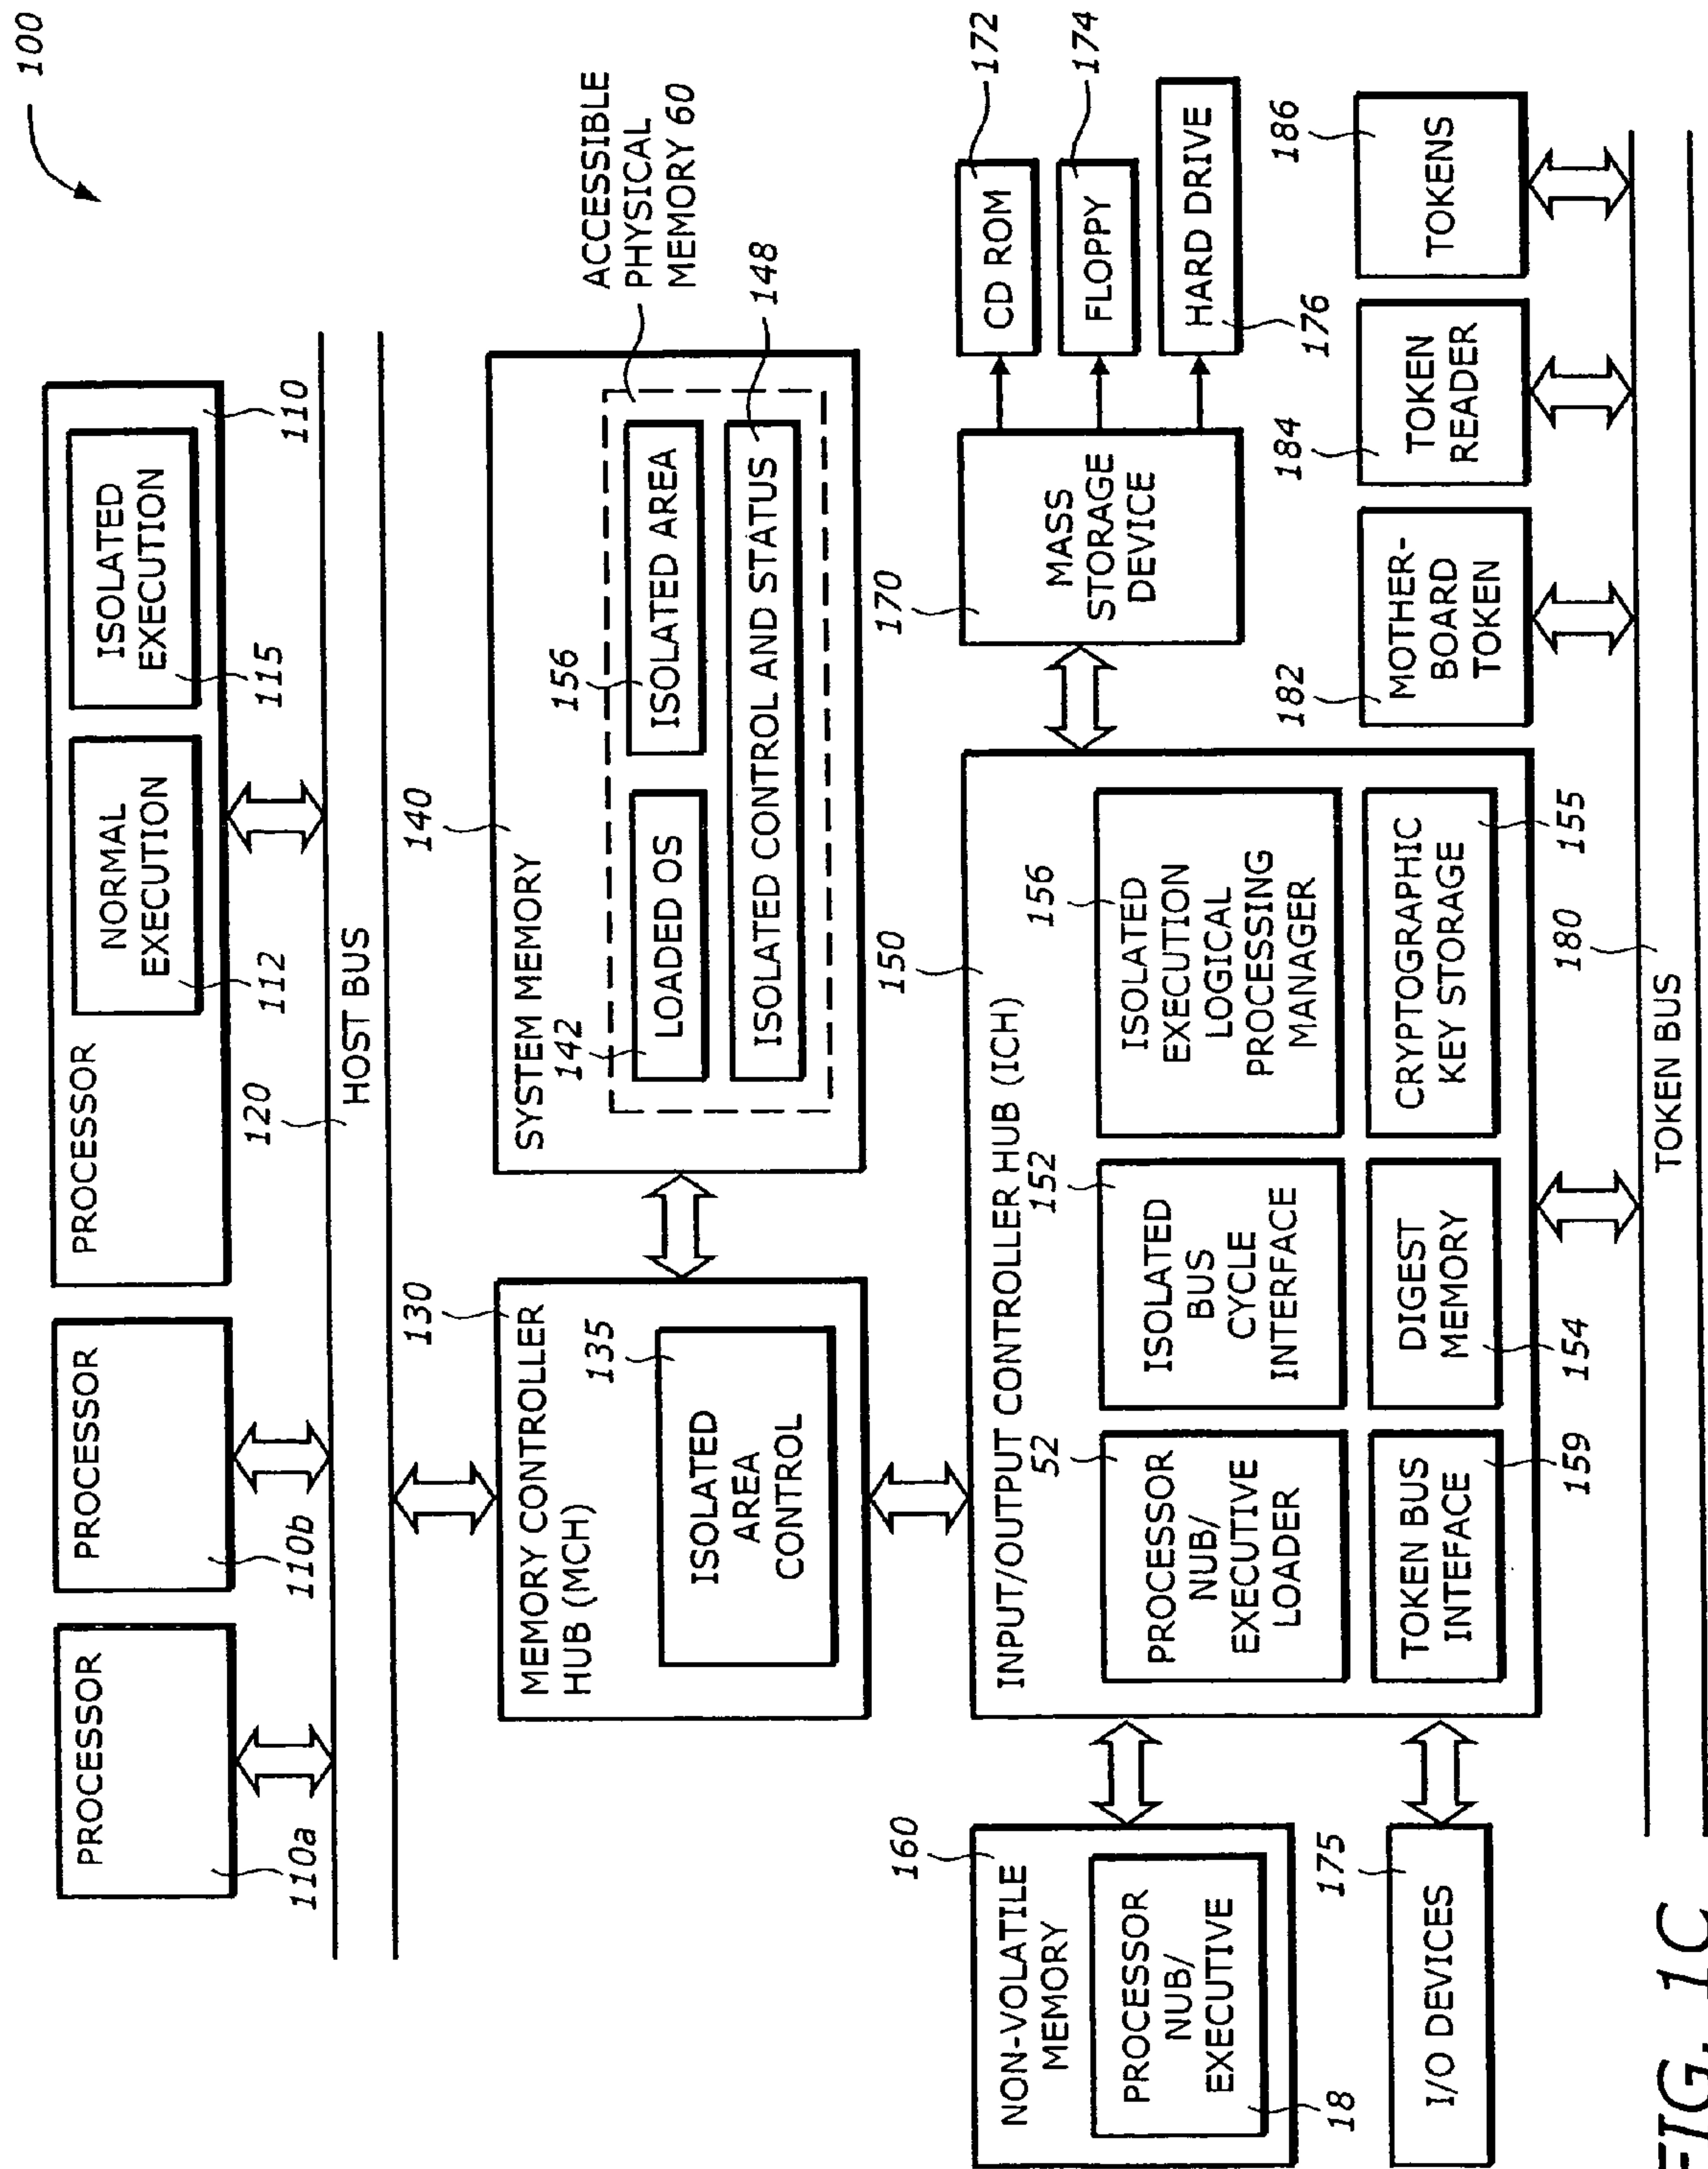 100
PROCESSOR
110a
PROCESSOR
110b
PROCESSOR
NORMAL
EXECUTION
112
ISOLATED
EXECUTION
115
110
120
HOST BUS
130
MEMORY CONTROLLER
HUB (MCH)
135
ISOLATED
AREA
CONTROL
140
SYSTEM MEMORY
142
LOADED OS
156
ISOLATED AREA
ISOLATED CONTROL AND STATUS
148
ACCESSIBLE
PHYSICAL
MEMORY 60
150
INPUT/OUTPUT CONTROLLER HUB (ICH)
52
PROCESSOR
NUB/
EXECUTIVE
LOADER
152
ISOLATED
BUS
CYCLE
INTERFACE
156
ISOLATED
EXECUTION
LOGICAL
PROCESSING
MANAGER
TOKEN BUS
INTEFACE
159
DIGEST
MEMORY
154
CRYPTOGRAPHIC
KEY STORAGE
155
160
NON-VOLATILE
MEMORY
PROCESSOR
NUB/
EXECUTIVE
18
175
I/O DEVICES
170
MASS
STORAGE
DEVICE
CD ROM
172
FLOPPY
174
HARD DRIVE
176
182
MOTHER-
BOARD
TOKEN
184
TOKEN
READER
186
TOKENS
180
TOKEN BUS
FIG. 1C